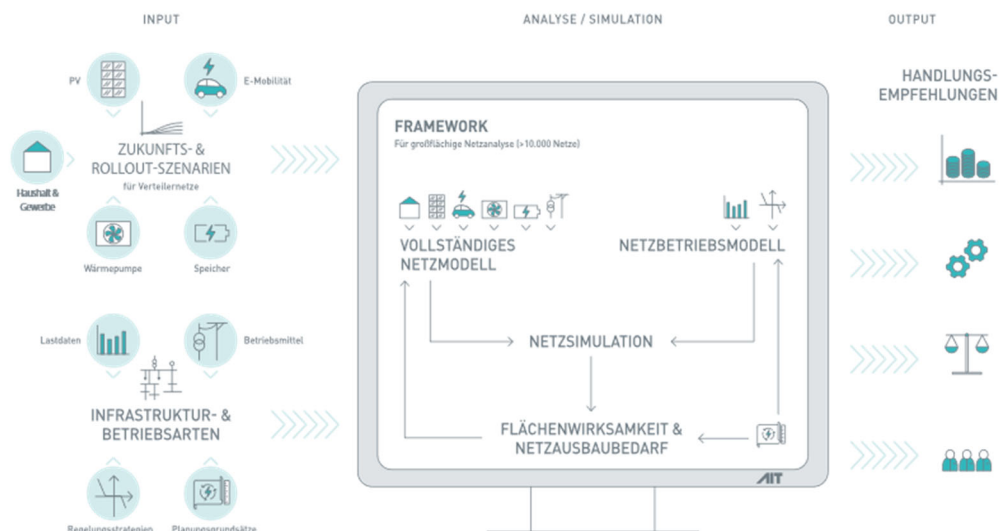 INPUT
ANALYSE / SIMULATION
OUTPUT
PV
E-Mobilität
ZUKUNFTS- &
ROLLOUT-SZENARIEN
für Verteilernetze
Haushalt &
Gewerbe
Wärmepumpe
Speicher
Lastdaten
Betriebsmittel
INFRASTRUKTUR- &
BETRIEBSARTEN
Regelungsstrategien
Planungsgrundsätze
FRAMEWORK
Für großflächige Netzanalyse (>10.000 Netze)
VOLLSTÄNDIGES
NETZMODELL
NETZBETRIEBSMODELL
NETZSIMULATION
FLÄCHENWIRKSAMKEIT &
NETZAUSBAUBEDARF
AIT
HANDLUNGS-
EMPFEHLUNGEN